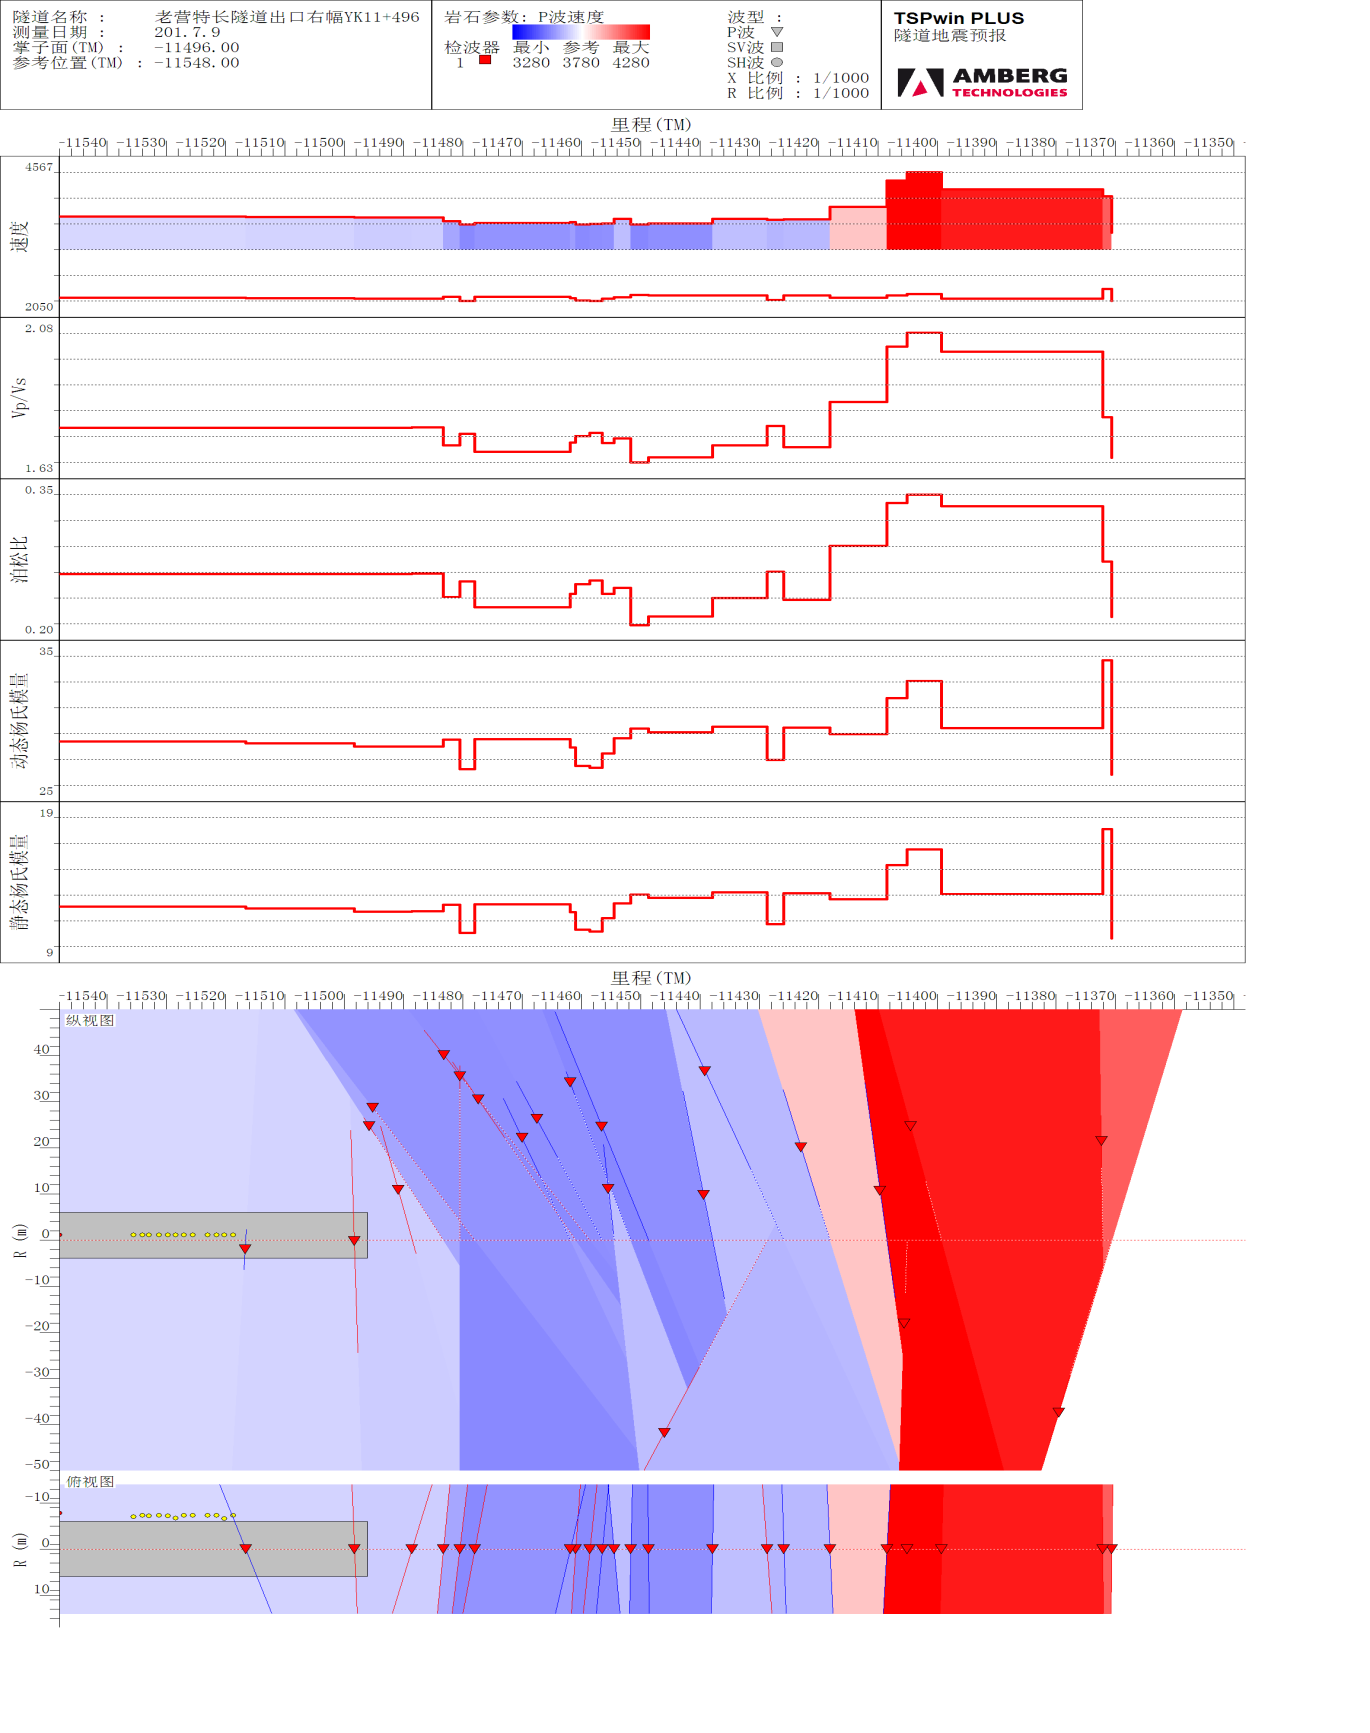 隧道名称 : 老营特长隧道出口右幅YK11+496
测量日期 : 201.7.9
掌子面(TM) : -11496.00
参考位置(TM) : -11548.00
岩石参数: P波速度
检波器 最小 参考 最大
1 3280 3780 4280
波型 :
P波
SV波
SH波
X 比例 : 1/1000
R 比例 : 1/1000
TSPwin PLUS
隧道地震预报
AMBERG
TECHNOLOGIES
里程(TM)
-11540 -11530 -11520 -11510 -11500 -11490 -11480 -11470 -11460 -11450 -11440 -11430 -11420 -11410 -11400 -11390 -11380 -11370 -11360 -11350
4567
速度
2050
2.08
Vp/Vs
1.63
0.35
泊松比
0.20
35
动态杨氏模量
25
19
静态杨氏模量
9
里程(TM)
-11540 -11530 -11520 -11510 -11500 -11490 -11480 -11470 -11460 -11450 -11440 -11430 -11420 -11410 -11400 -11390 -11380 -11370 -11360 -11350
纵视图
40
30
20
10
0
R (m)
-10
-20
-30
-40
-50
俯视图
-10
0
R (m)
10